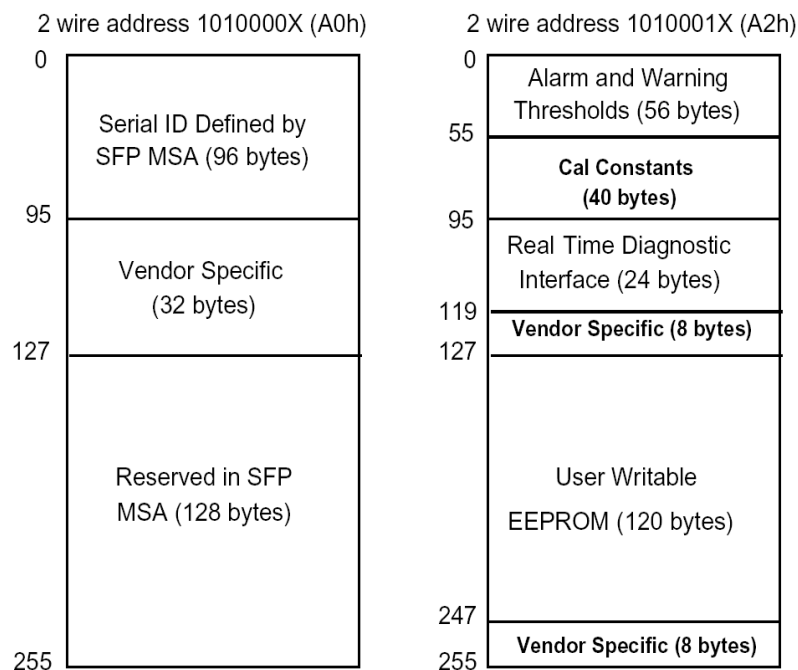 2 wire address 1010000X (A0h)
0
Serial ID Defined by
SFP MSA (96 bytes)
95
Vendor Specific
(32 bytes)
127
Reserved in SFP
MSA (128 bytes)
255
2 wire address 1010001X (A2h)
0
Alarm and Warning
Thresholds (56 bytes)
55
Cal Constants
(40 bytes)
95
Real Time Diagnostic
Interface (24 bytes)
119
Vendor Specific (8 bytes)
127
User Writable
EEPROM (120 bytes)
247
Vendor Specific (8 bytes)
255